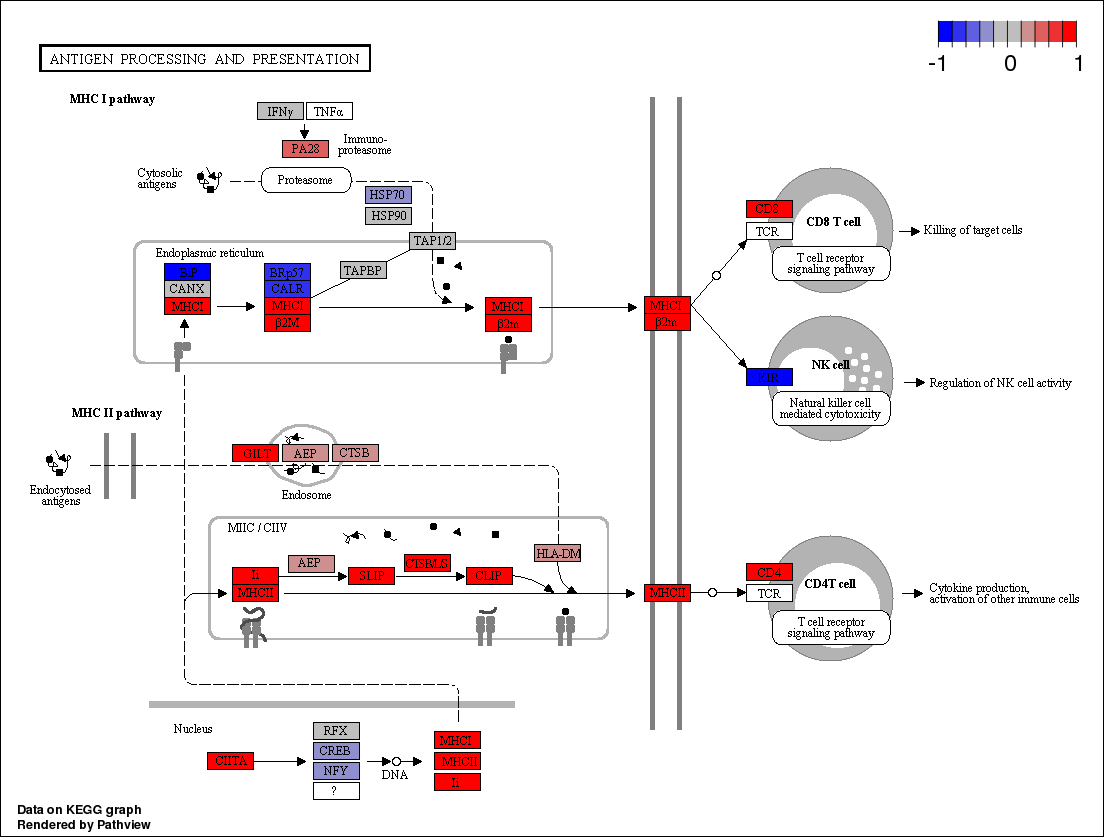 -1 0 1
ANTIGEN PROCESSING AND PRESENTATION
MHC I pathway
IFNγ TNFα
PA28
Immuno-
proteasome
Cytosolic
antigens
Proteasome
HSP70
HSP90
TAP1/2
Endoplasmic reticulum
BiP
CANX
MHCI
BRp57
CALR
MHCI
β2M
TAPBP
MHCI
β2m
MHCI
β2m
CD8
TCR
CD8 T cell
T cell receptor
signaling pathway
Killing of target cells
KIR
NK cell
Natural killer cell
mediated cytotoxicity
Regulation of NK cell activity
MHC II pathway
Endocytosed
antigens
GILT AEP CTSB
Endosome
MIIC / CIIV
Ii
MHCII
AEP
SLIP
CTSB/LS
CLIP
HLA-DM
MHCII
CD4
TCR
CD4T cell
T cell receptor
signaling pathway
Cytokine production,
activation of other immune cells
Nucleus
CIITA
RFX
CREB
NFY
?
DNA
MHCI
MHCII
Ii
Data on KEGG graph
Rendered by Pathview